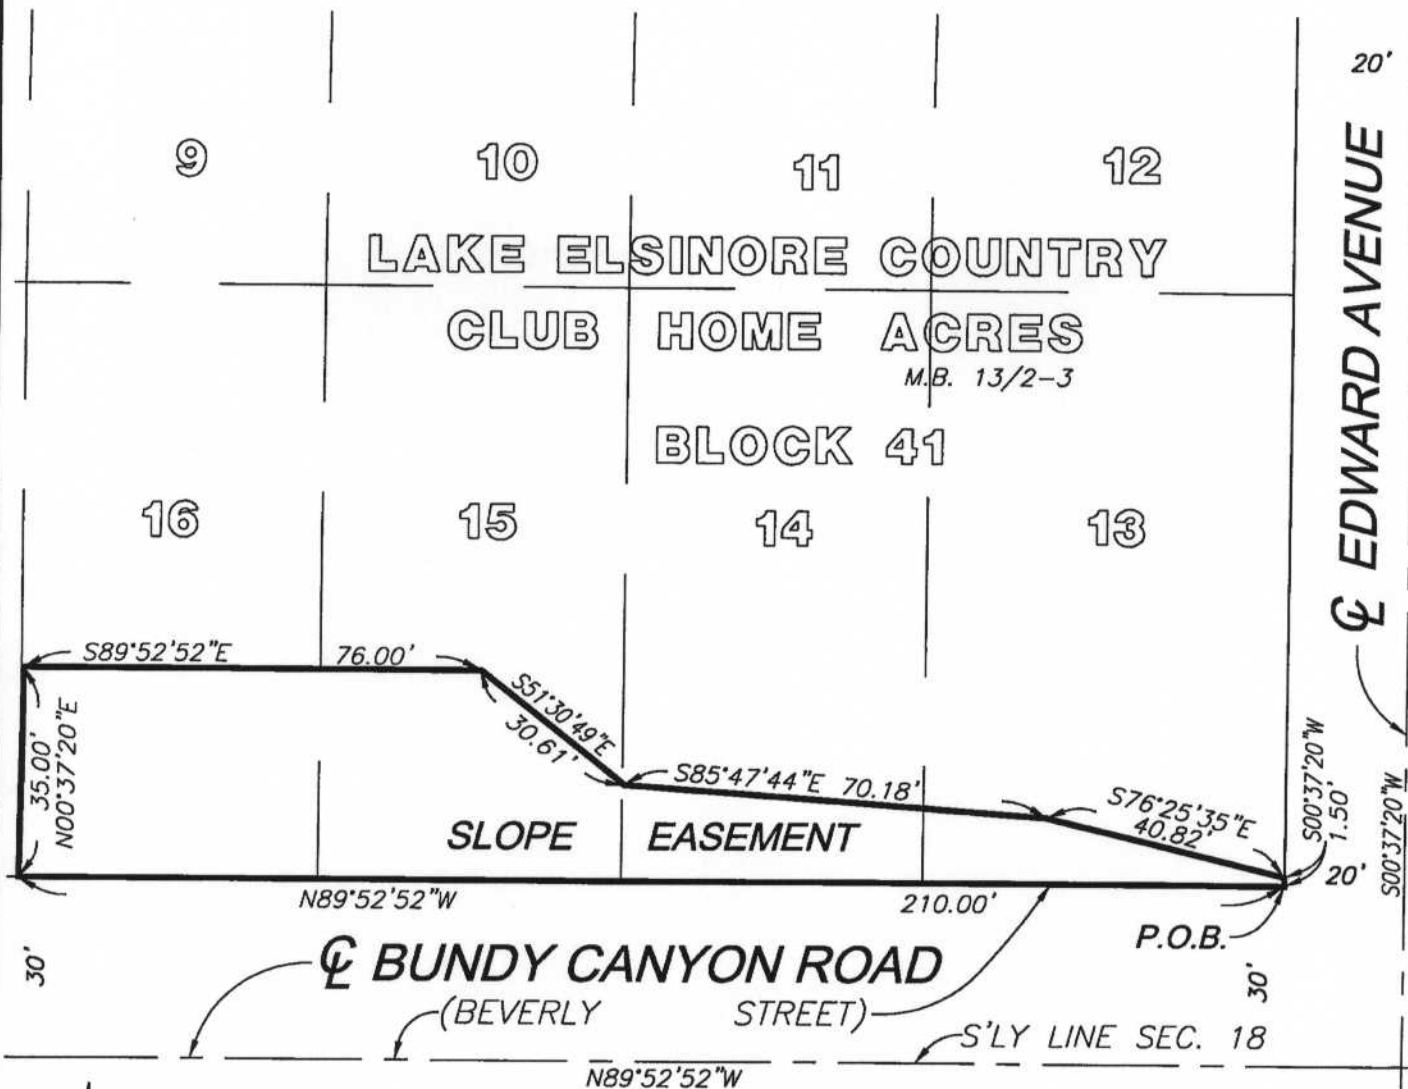 20'
9
10
11
12
LAKE ELSINORE COUNTRY
CLUB HOME ACRES
M.B. 13/2-3
BLOCK 41
16
15
14
13
℄ EDWARD AVENUE
S89°52'52"E 76.00'
S51°30'49"E
30.61'
35.00'
N00°37'20"E
S85°47'44"E 70.18'
S76°25'35"E
40.82'
S00°37'20"W
1.50'
S00°37'20"W
SLOPE EASEMENT
20'
N89°52'52"W 210.00'
P.O.B.
30'
30'
℄ BUNDY CANYON ROAD
(BEVERLY STREET)
S'LY LINE SEC. 18
N89°52'52"W